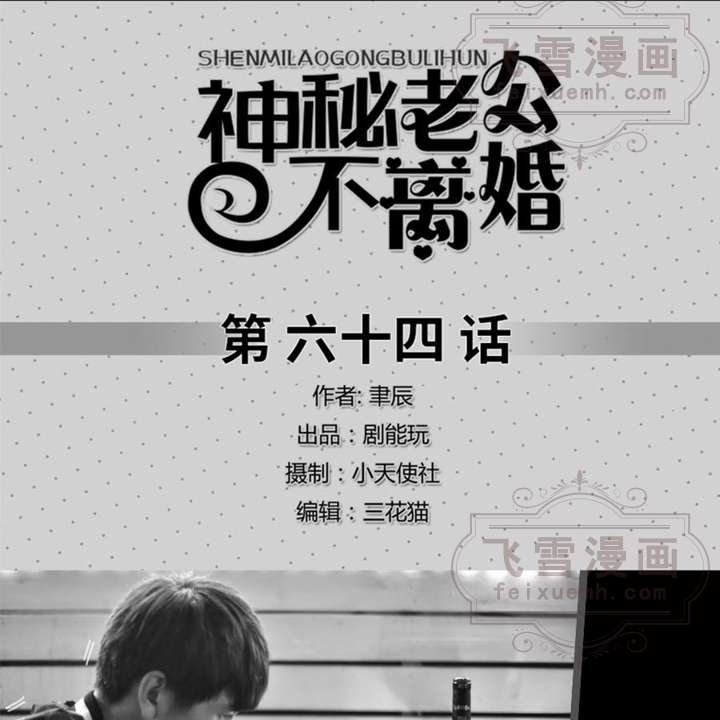 SHENMILAOGONGBULIHUN
神秘老公
不离婚
第六十四话
作者: 聿辰
出品：剧能玩
摄制：小天使社
编辑：三花猫
飞雪漫画
feixuemh.com
飞雪漫画
feixuemh.com